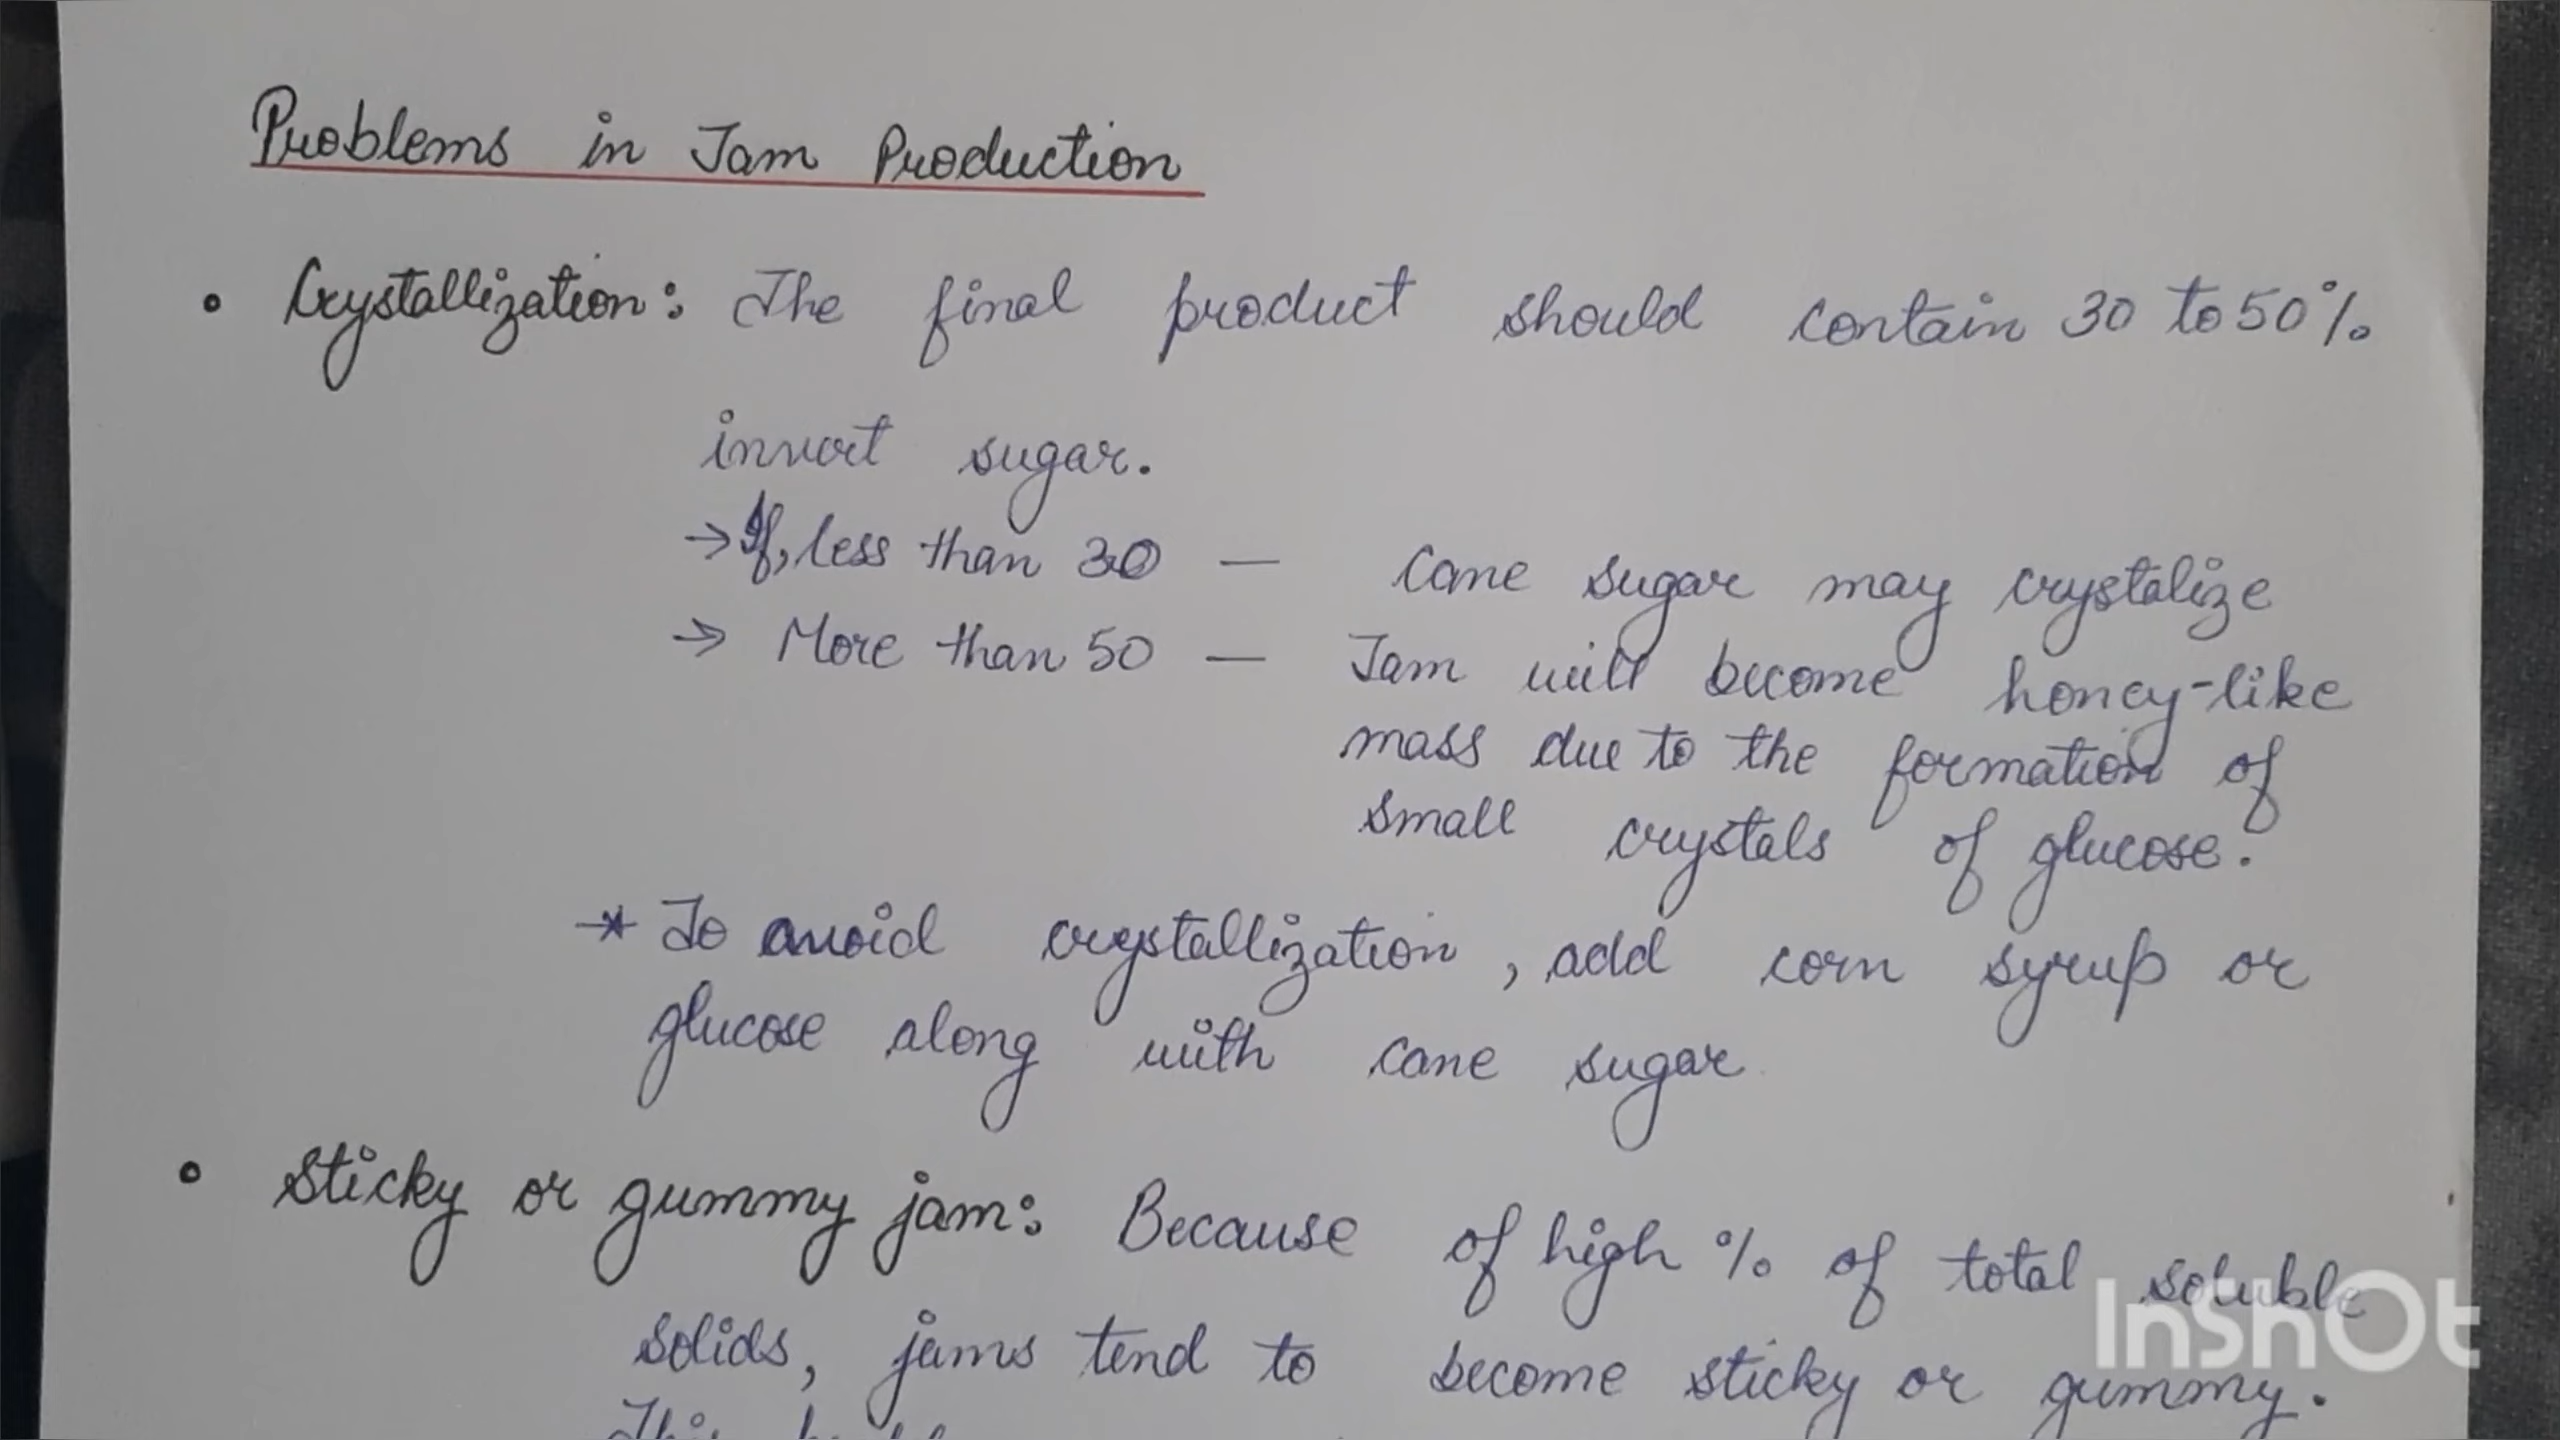 Problems in Jam Production
• Crystallization: The final product should contain 30 to 50%
invert sugar.
→ If, less than 30 — Cane sugar may crystalize
→ More than 50 — Jam will become honey-like
mass due to the formation of
small crystals of glucose.
* To avoid crystallization, add corn syrup or
glucose along with cane sugar
• Sticky or gummy jam: Because of high % of total soluble
solids, jams tend to become sticky or gummy.
This
InShOt